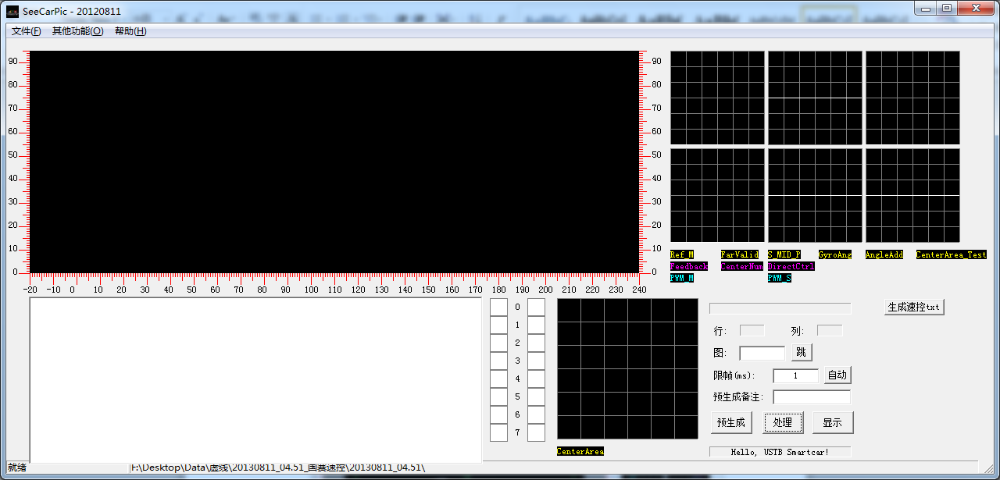 SeeCarPic - 20120811
文件(F) 其他功能(O) 帮助(H)
90 90
80 80
70 70
60 60
50 50
40 40
30 30
20 20
10 10
0 0
-20 -10 0 10 20 30 40 50 60 70 80 90 100 110 120 130 140 150 160 170 180 190 200 210 220 230 240
Ref_M FarValid S_MID_P GyroAng AngleAdd CenterArea_Test
Feedback CenterNum DirectCtrl
PWM_M PWM_S
0
1
2
3
4
5
6
7
CenterArea
生成速控txt
行: 列:
图: 跳
限帧(ms): 1 自动
预生成备注:
预生成 处理 显示
Hello, USTB Smartcar!
就绪 F:\Desktop\Data\虚线\20130811_04.51_国赛速控\20130811_04.51\